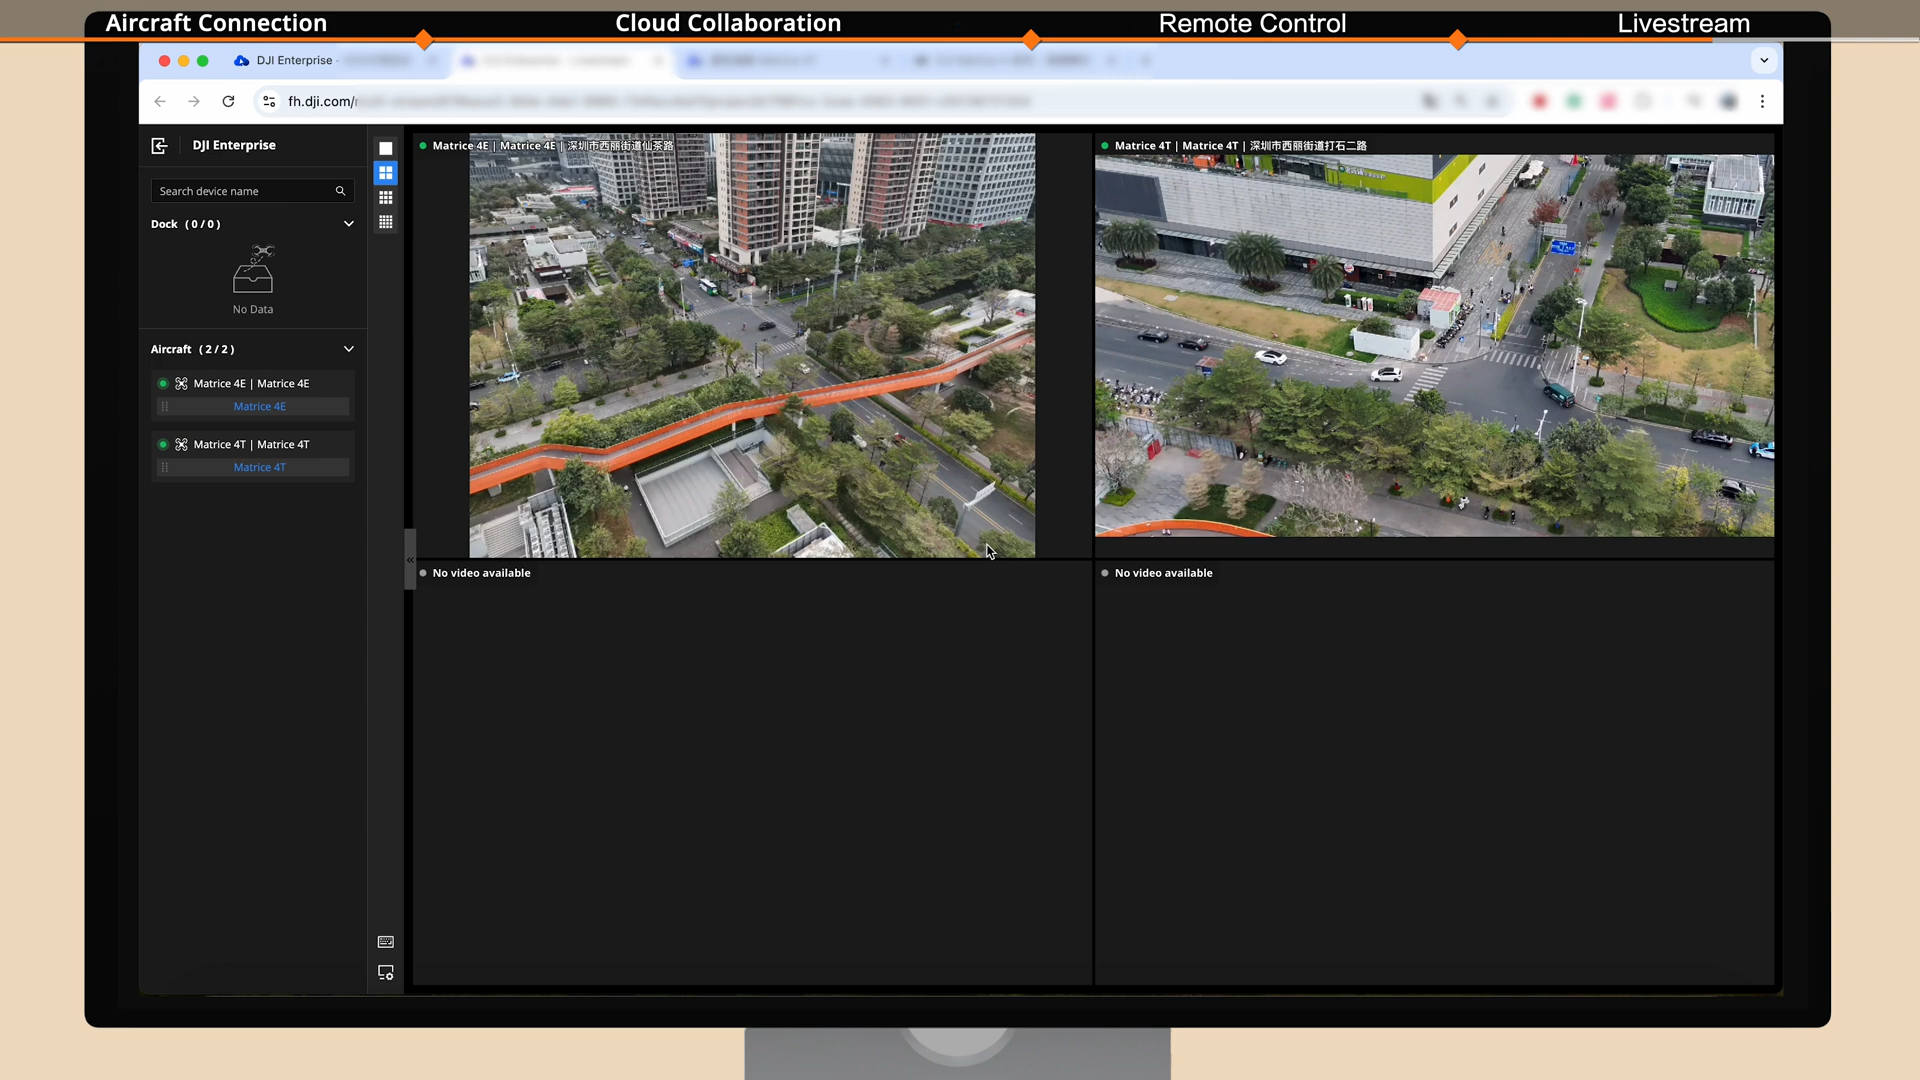 Aircraft Connection
Cloud Collaboration
Remote Control
Livestream
DJI Enterprise -
fh.dji.com/
DJI Enterprise
Search device name
Dock ( 0 / 0 )
No Data
Aircraft ( 2 / 2 )
Matrice 4E | Matrice 4E
Matrice 4E
Matrice 4T | Matrice 4T
Matrice 4T
Matrice 4E | Matrice 4E | 深圳市西丽街道仙茶路
Matrice 4T | Matrice 4T | 深圳市西丽街道打石二路
No video available
No video available